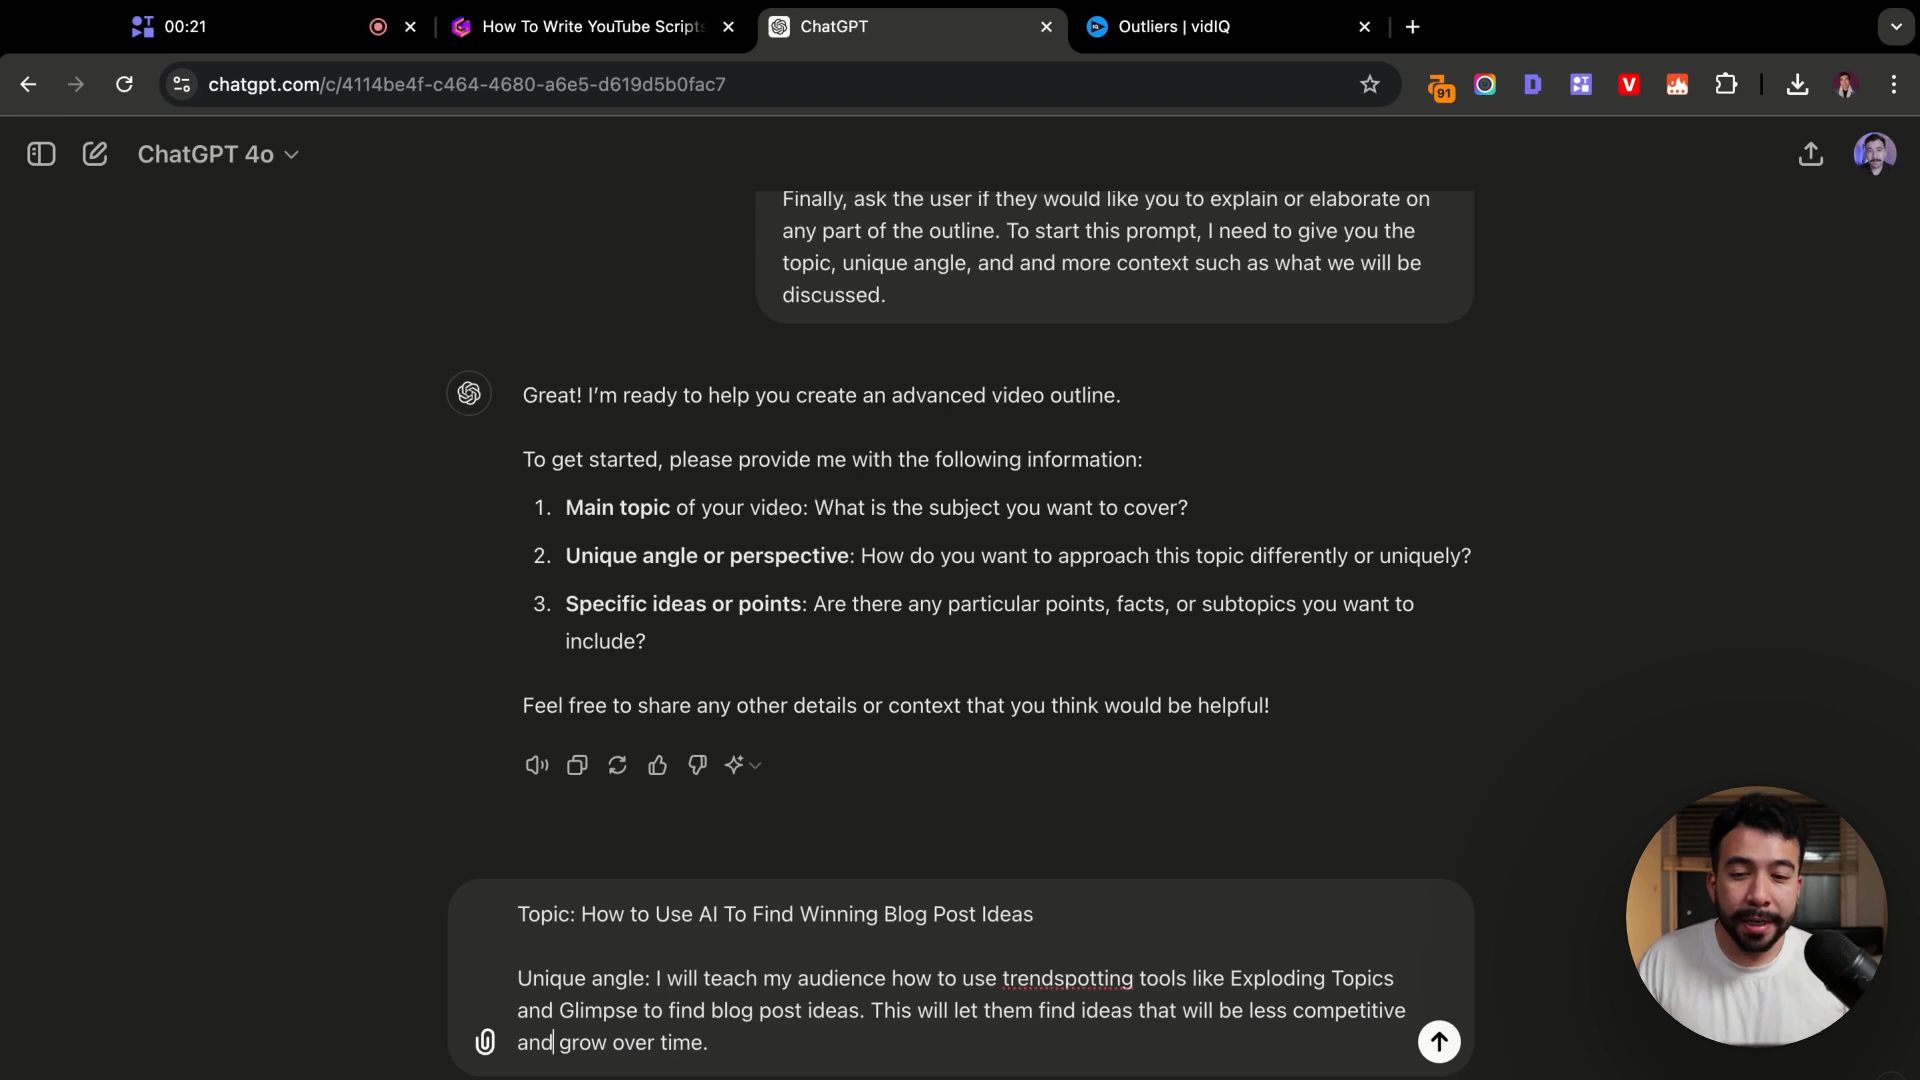 00:21
How To Write YouTube Scripts
ChatGPT
Outliers | vidIQ
chatgpt.com/c/4114be4f-c464-4680-a6e5-d619d5b0fac7
91
ChatGPT 4o
Finally, ask the user if they would like you to explain or elaborate on
any part of the outline. To start this prompt, I need to give you the
topic, unique angle, and and more context such as what we will be
discussed.
Great! I’m ready to help you create an advanced video outline.
To get started, please provide me with the following information:
1. Main topic of your video: What is the subject you want to cover?
2. Unique angle or perspective: How do you want to approach this topic differently or uniquely?
3. Specific ideas or points: Are there any particular points, facts, or subtopics you want to
include?
Feel free to share any other details or context that you think would be helpful!
Topic: How to Use AI To Find Winning Blog Post Ideas
Unique angle: I will teach my audience how to use trendspotting tools like Exploding Topics
and Glimpse to find blog post ideas. This will let them find ideas that will be less competitive
and grow over time.